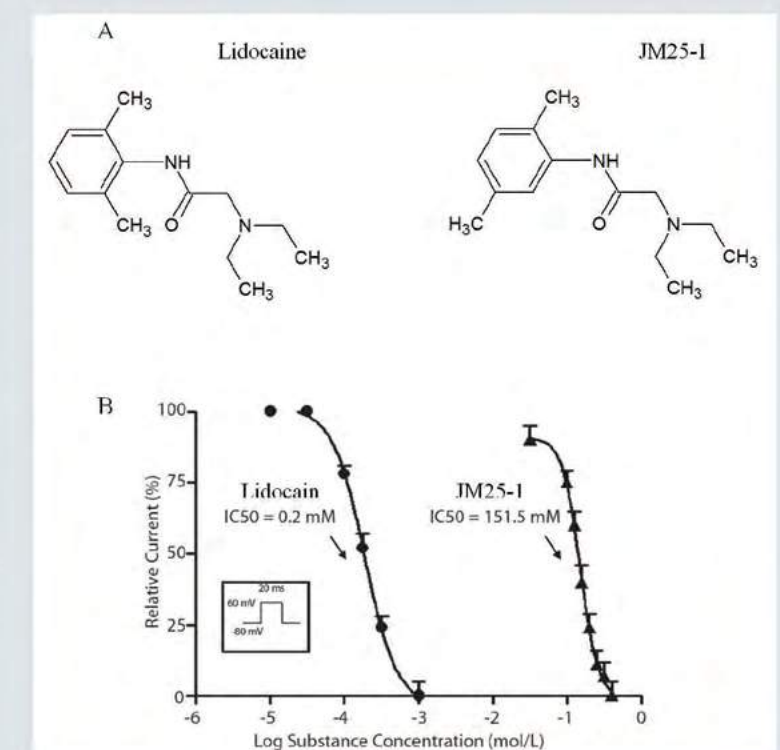 A
Lidocaine JM25-1
CH3 CH3
NH NH
CH3 O N CH3
CH3
H3C O N CH3
CH3
B
100
75
50
25
0
Relative Current (%)
Lidocain
IC50 = 0.2 mM
JM25-1
IC50 = 151.5 mM
20 ms
60 mV
-80 mV
-6 -5 -4 -3 -2 -1 0
Log Substance Concentration (mol/L)